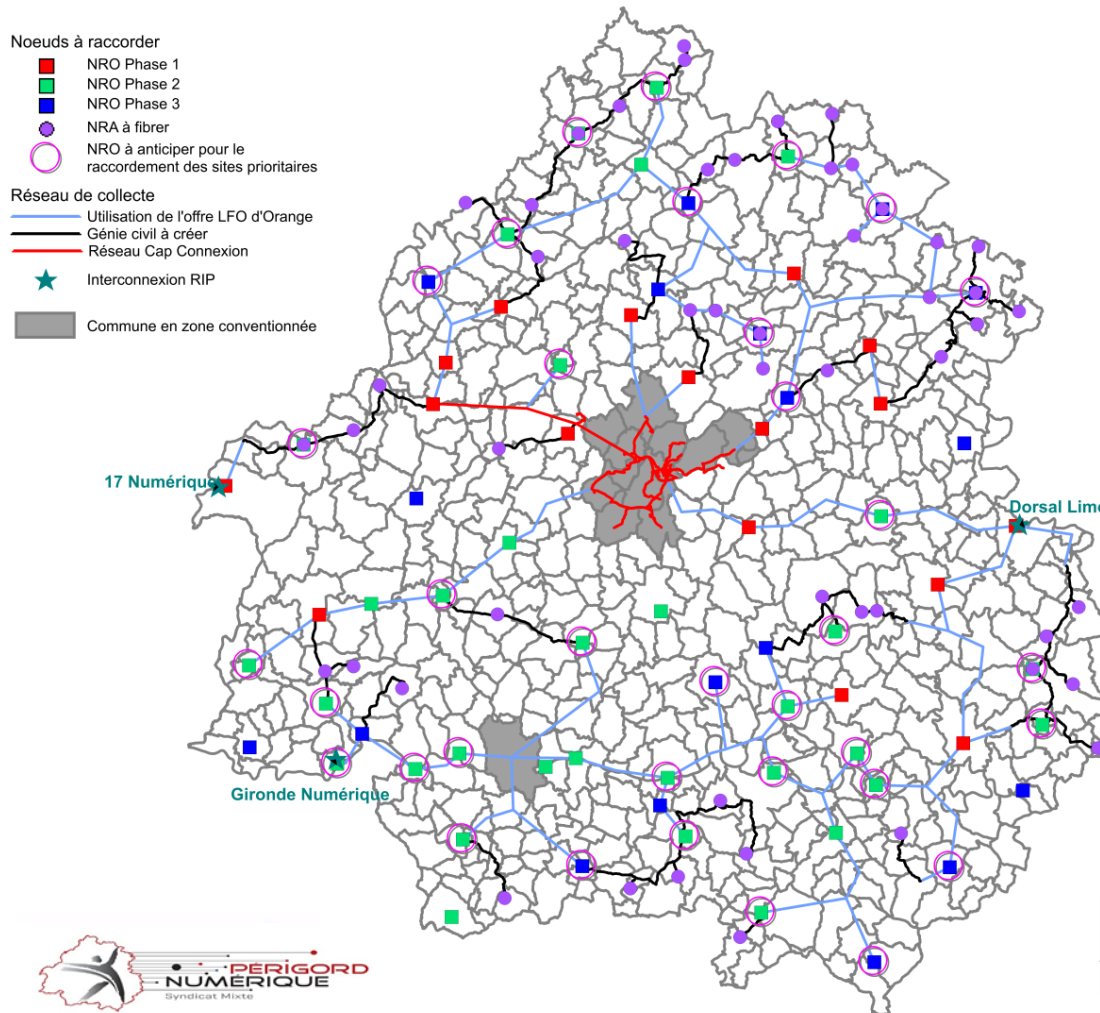 Noeuds à raccorder
NRO Phase 1
NRO Phase 2
NRO Phase 3
NRA à fibrer
NRO à anticiper pour le
raccordement des sites prioritaires
Réseau de collecte
Utilisation de l'offre LFO d'Orange
Génie civil à créer
Réseau Cap Connexion
Interconnexion RIP
Commune en zone conventionnée
17 Numérique
Dorsal Lime
Gironde Numérique
PÉRIGORD
NUMÉRIQUE
Syndicat Mixte